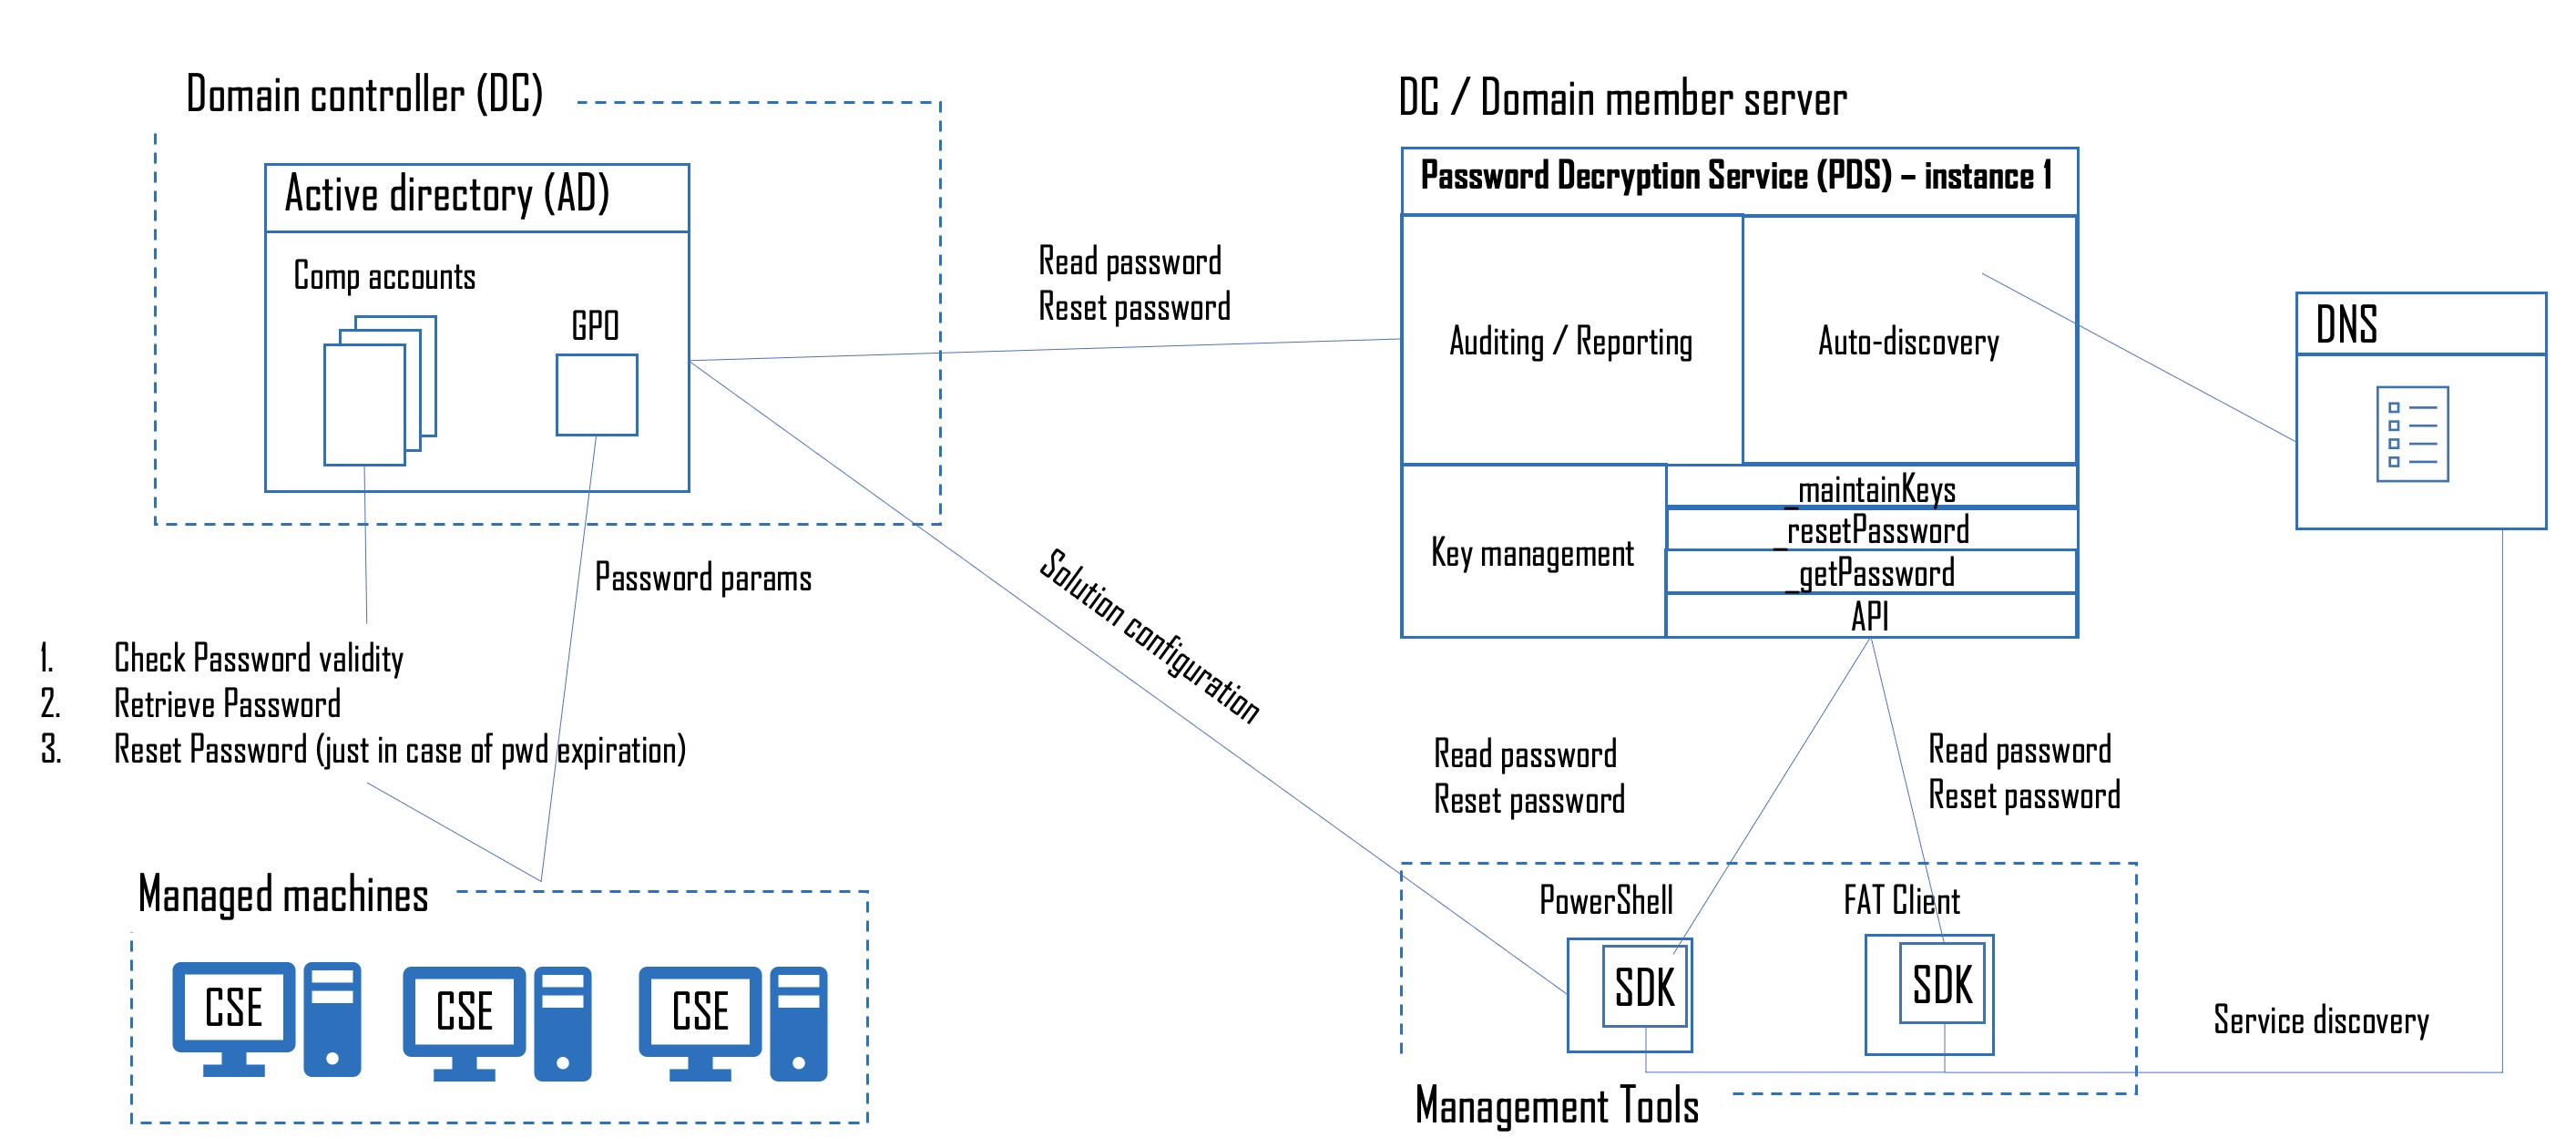 Domain controller (DC)
Active directory (AD)
Comp accounts
GPO
Read password
Reset password
DC / Domain member server
Password Decryption Service (PDS) – instance 1
Auditing / Reporting
Auto-discovery
Key management
_maintainKeys
_resetPassword
_getPassword
API
DNS
Password params
1. Check Password validity
2. Retrieve Password
3. Reset Password (just in case of pwd expiration)
Solution configuration
Read password
Reset password
Read password
Reset password
Managed machines
CSE
CSE
CSE
PowerShell
SDK
FAT Client
SDK
Service discovery
Management Tools